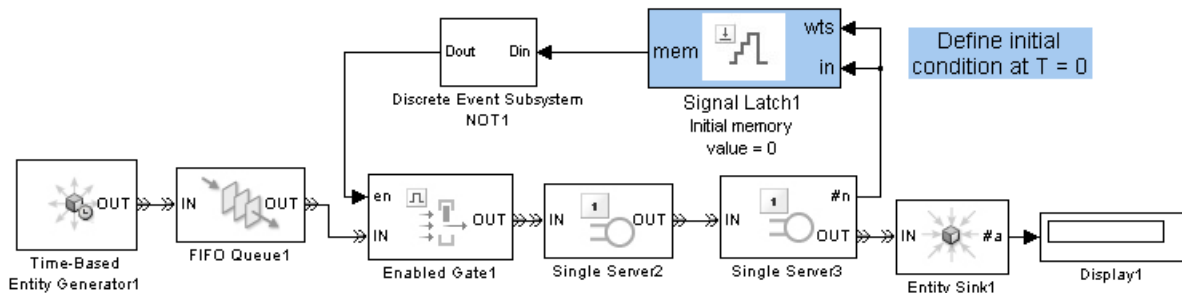 wts
mem
Define initial
Dout
Din
in
condition at T = 0
Discrete Event Subsystem
NOT1
Signal Latch1
Initial memory
value = 0
en
OUT
IN
OUT
IN
OUT
IN
1
OUT
IN
1
#n
OUT
IN
#a
Time-Based
Entity Generator1
FIFO Queue1
Enabled Gate1
Single Server2
Single Server3
Entity Sink1
Display1